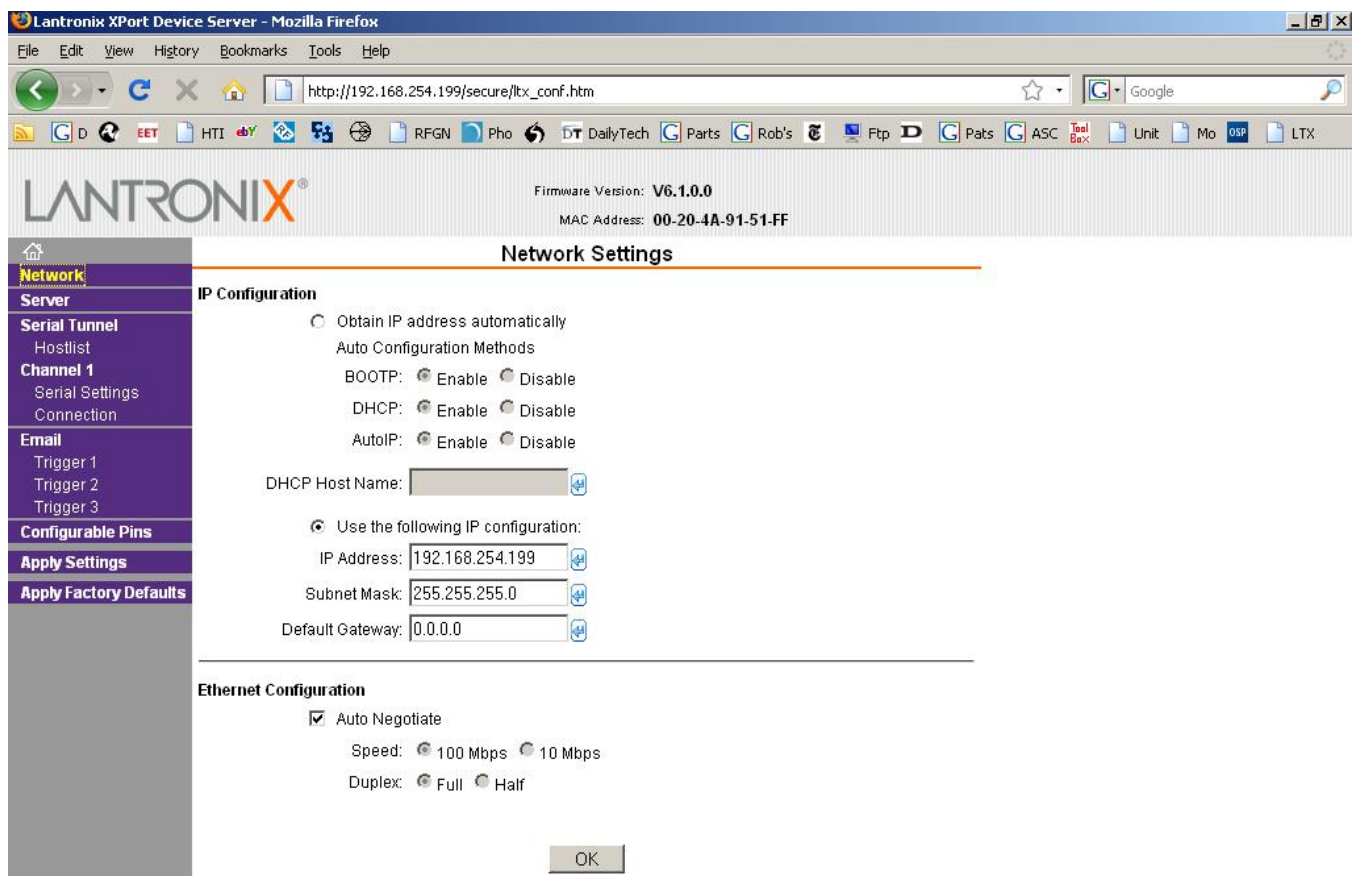 Lantronix XPort Device Server - Mozilla Firefox
File Edit View History Bookmarks Tools Help
http://192.168.254.199/secure/ltx_conf.htm
G Google
G D EET HTI ebY RFGN Pho DT DailyTech G Parts G Rob's Ftp D G Pats G ASC Tool Box Unit Mo OSP LTX
LANTRONIX®
Firmware Version: V6.1.0.0
MAC Address: 00-20-4A-91-51-FF
Network
Server
Serial Tunnel
Hostlist
Channel 1
Serial Settings
Connection
Email
Trigger 1
Trigger 2
Trigger 3
Configurable Pins
Apply Settings
Apply Factory Defaults
Network Settings
IP Configuration
Obtain IP address automatically
Auto Configuration Methods
BOOTP: Enable Disable
DHCP: Enable Disable
AutoIP: Enable Disable
DHCP Host Name:
Use the following IP configuration:
IP Address: 192.168.254.199
Subnet Mask: 255.255.255.0
Default Gateway: 0.0.0.0
Ethernet Configuration
Auto Negotiate
Speed: 100 Mbps 10 Mbps
Duplex: Full Half
OK